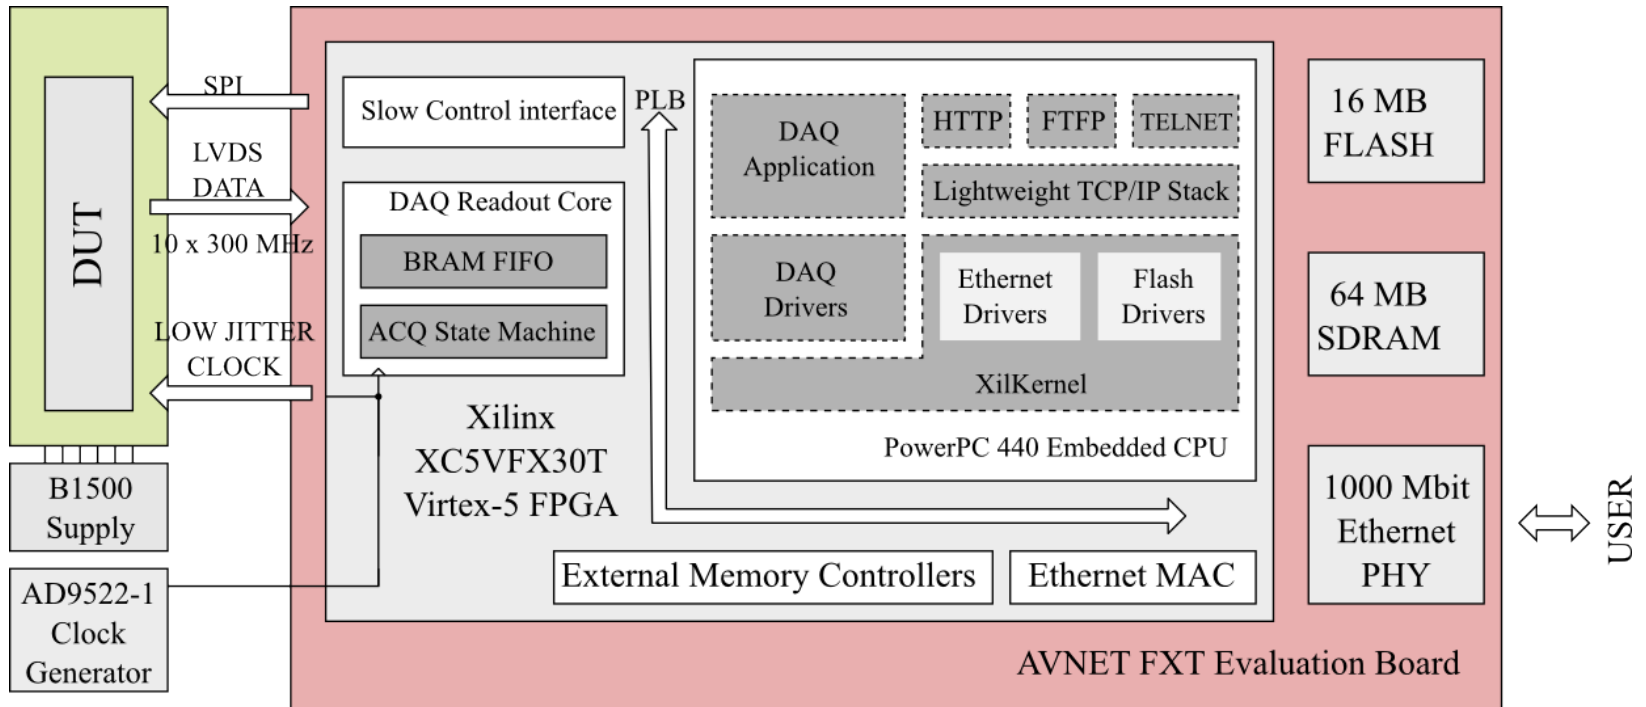 SPI
LVDS
DATA
10 x 300 MHz
LOW JITTER
CLOCK
DUT
B1500
Supply
AD9522-1
Clock
Generator
Slow Control interface
DAQ Readout Core
BRAM FIFO
ACQ State Machine
Xilinx
XC5VFX30T
Virtex-5 FPGA
PLB
DAQ
Application
HTTP
FTFP
TELNET
Lightweight TCP/IP Stack
DAQ
Drivers
Ethernet
Drivers
Flash
Drivers
XilKernel
PowerPC 440 Embedded CPU
External Memory Controllers
Ethernet MAC
16 MB
FLASH
64 MB
SDRAM
1000 Mbit
Ethernet
PHY
USER
AVNET FXT Evaluation Board